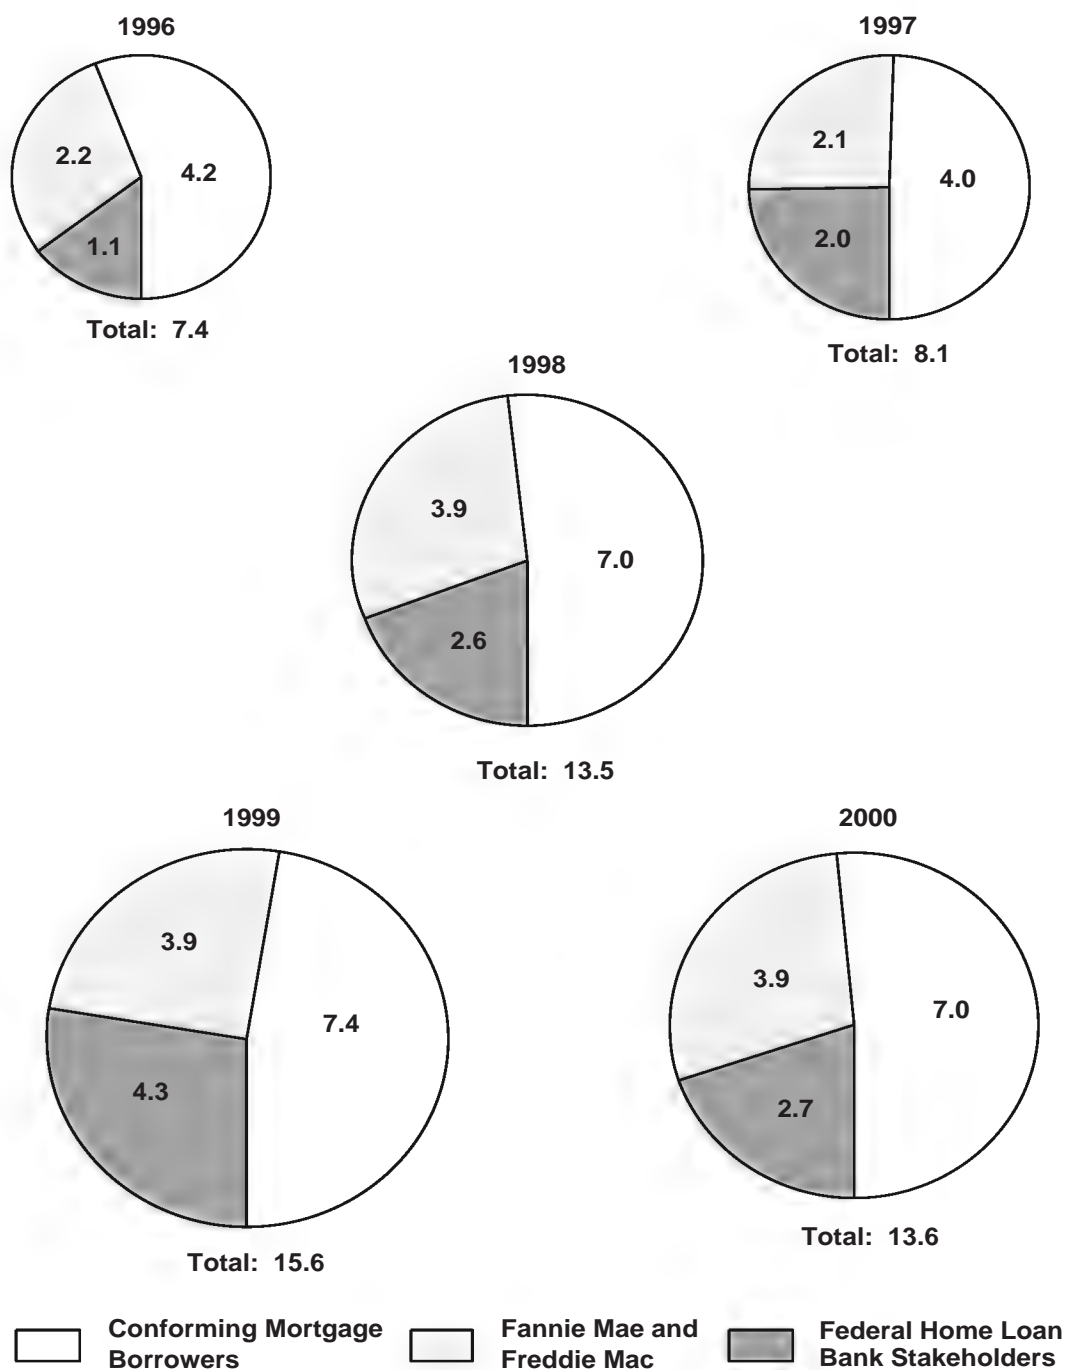 1996
2.2
4.2
1.1
Total: 7.4
1997
2.1
4.0
2.0
Total: 8.1
1998
3.9
7.0
2.6
Total: 13.5
1999
3.9
7.4
4.3
Total: 15.6
2000
3.9
7.0
2.7
Total: 13.6
Conforming Mortgage
Borrowers
Fannie Mae and
Freddie Mac
Federal Home Loan
Bank Stakeholders